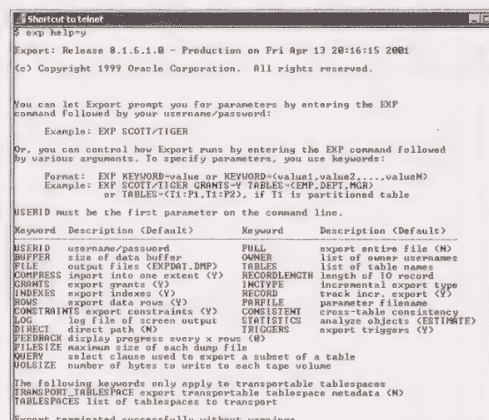 Shortcut to telnet
$ exp help=y
Export: Release 8.1.6.1.0 - Production on Fri Apr 13 20:16:15 2001
(c) Copyright 1999 Oracle Corporation.  All rights reserved.
You can let Export prompt you for parameters by entering the EXP
command followed by your username/password:
Example: EXP SCOTT/TIGER
Or, you can control how Export runs by entering the EXP command followed
by various arguments. To specify parameters, you use keywords:
Format:  EXP KEYWORD=value or KEYWORD=(value1,value2,...,valueN)
Example: EXP SCOTT/TIGER GRANTS=Y TABLES=(EMP,DEPT,MGR)
or TABLES=(T1:P1,T1:P2), if T1 is partitioned table
USERID must be the first parameter on the command line.
Keyword  Description (Default)  Keyword  Description (Default)
USERID  username/password  FULL  export entire file (N)
BUFFER  size of data buffer  OWNER  list of owner usernames
FILE  output files (EXPDAT.DMP)  TABLES  list of table names
COMPRESS  import into one extent (Y)  RECORDLENGTH  length of IO record
GRANTS  export grants (Y)  INCTYPE  incremental export type
INDEXES  export indexes (Y)  RECORD  track incr. export (Y)
ROWS  export data rows (Y)  PARFILE  parameter filename
CONSTRAINTS  export constraints (Y)  CONSISTENT  cross-table consistency
LOG  log file of screen output  STATISTICS  analyze objects (ESTIMATE)
DIRECT  direct path (N)  TRIGGERS  export triggers (Y)
FEEDBACK  display progress every x rows (0)
FILESIZE  maximum size of each dump file
QUERY  select clause used to export a subset of a table
VOLSIZE  number of bytes to write to each tape volume
The following keywords only apply to transportable tablespaces
TRANSPORT_TABLESPACE export transportable tablespace metadata (N)
TABLESPACES list of tablespaces to transport
Export terminated successfully without warnings.